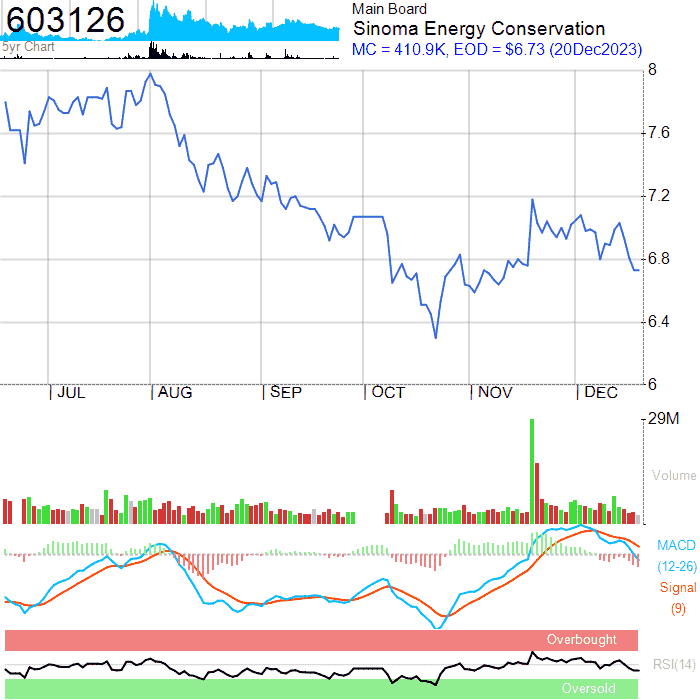 603126
5yr Chart
Main Board
Sinoma Energy Conservation
MC = 410.9K, EOD = $6.73 (20Dec2023)
8
7.6
7.2
6.8
6.4
6
JUL
AUG
SEP
OCT
NOV
DEC
29M
Volume
MACD
(12-26)
Signal
(9)
Overbought
RSI(14)
Oversold